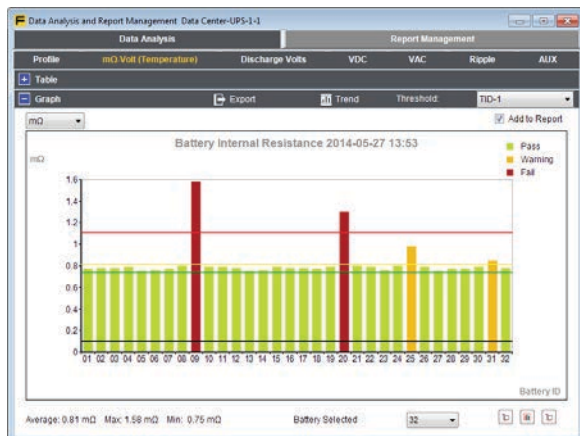 Data Analysis and Report Management Data Center-UPS-1-1
Data Analysis Report Management
Profile mΩ-Volt (Temperature) Discharge Volts VDC VAC Ripple AUX
Table
Graph Export Trend Threshold: TID-1
mΩ Add to Report
Battery Internal Resistance 2014-05-27 13:53
mΩ
Pass
Warning
Fail
1.6
1.4
1.2
1
0.8
0.6
0.4
0.2
0
01 02 03 04 05 06 07 08 09 10 11 12 13 14 15 16 17 18 19 20 21 22 23 24 25 26 27 28 29 30 31 32
Battery ID
Average: 0.81 mΩ Max: 1.58 mΩ Min: 0.75 mΩ Battery Selected 32